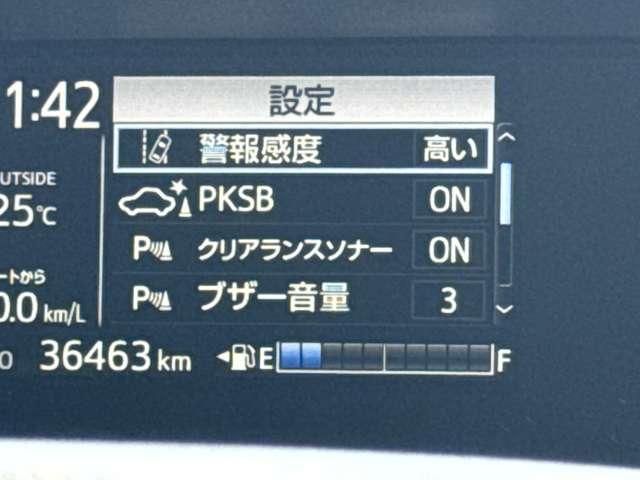 1:42
設定
警報感度 高い
UTSIDE
PKSB ON
25℃
P クリアランスソナー ON
ートから
P ブザー音量 3
0.0 km/L
36463 km E F